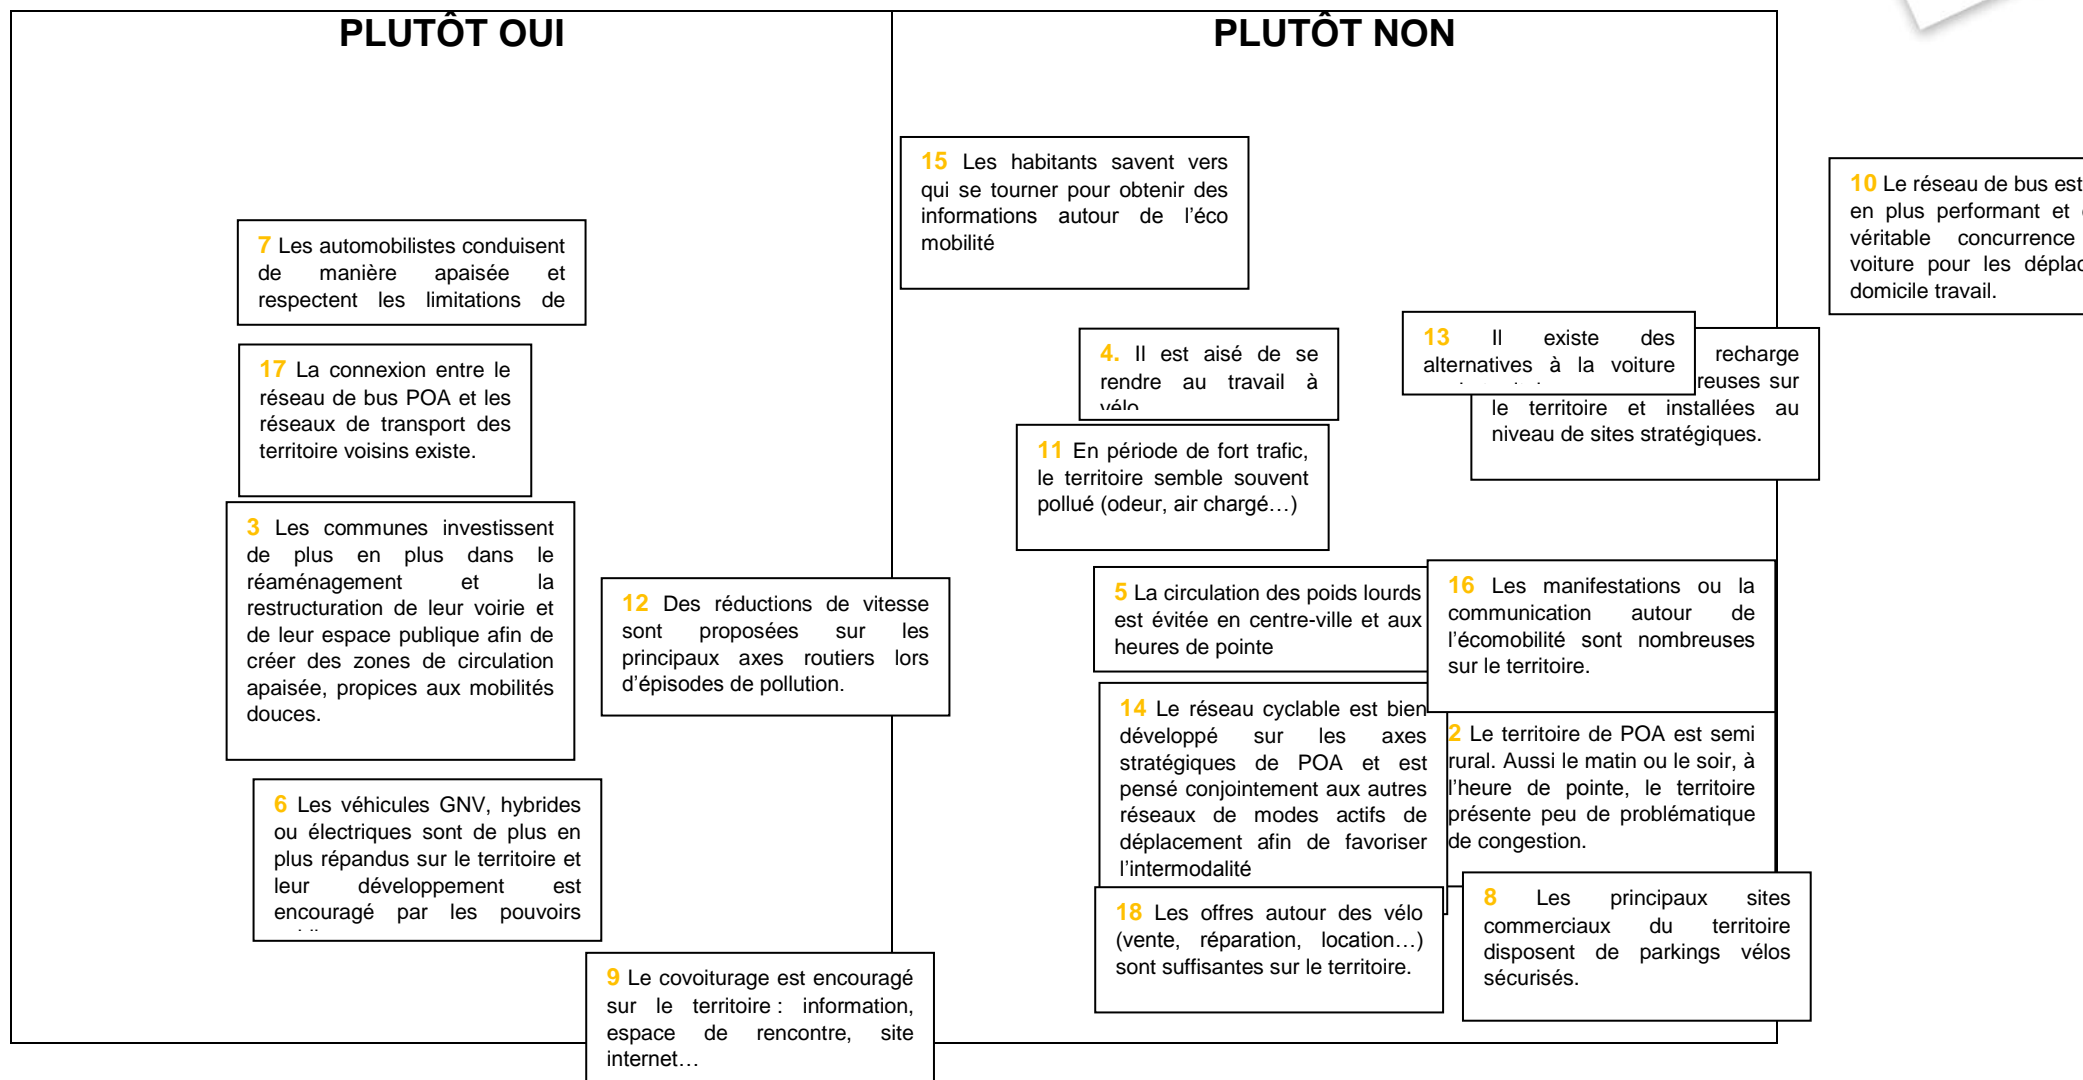 PLUTÔT OUI
PLUTÔT NON
15 Les habitants savent vers
qui se tourner pour obtenir des
informations autour de l’éco
mobilité
10 Le réseau de bus est
en plus performant et
véritable concurrence
voiture pour les
domicile travail.
7 Les automobilistes conduisent
de manière apaisée et
respectent les limitations de
17 La connexion entre le
réseau de bus POA et les
réseaux de transport des
territoire voisins existe.
4. Il est aisé de se
rendre au travail à
vélo
13 Il existe des
alternatives à la voiture
recharge
sur
le territoire et installées au
niveau de sites stratégiques.
11 En période de fort trafic,
le territoire semble souvent
pollué (odeur, air chargé…)
3 Les communes investissent
de plus en plus dans le
réaménagement et la
restructuration de leur voirie et
de leur espace publique afin de
créer des zones de circulation
apaisée, propices aux mobilités
douces.
12 Des réductions de vitesse
sont proposées sur les
principaux axes routiers lors
d’épisodes de pollution.
5 La circulation des poids lourds
est évitée en centre-ville et aux
heures de pointe
16 Les manifestations ou la
communication autour de
l’écomobilité sont nombreuses
sur le territoire.
14 Le réseau cyclable est bien
développé sur les axes
stratégiques de POA et est
pensé conjointement aux autres
réseaux de modes actifs de
déplacement afin de favoriser
l’intermodalité
2 Le territoire de POA est semi
rural. Aussi le matin ou le soir, à
l’heure de pointe, le territoire
présente peu de problématique
de congestion.
6 Les véhicules GNV, hybrides
ou électriques sont de plus en
plus répandus sur le territoire et
leur développement est
encouragé par les pouvoirs
18 Les offres autour des vélo
(vente, réparation, location…)
sont suffisantes sur le territoire.
8 Les principaux sites
commerciaux du territoire
disposent de parkings vélos
sécurisés.
9 Le covoiturage est encouragé
sur le territoire : information,
espace de rencontre, site
internet…